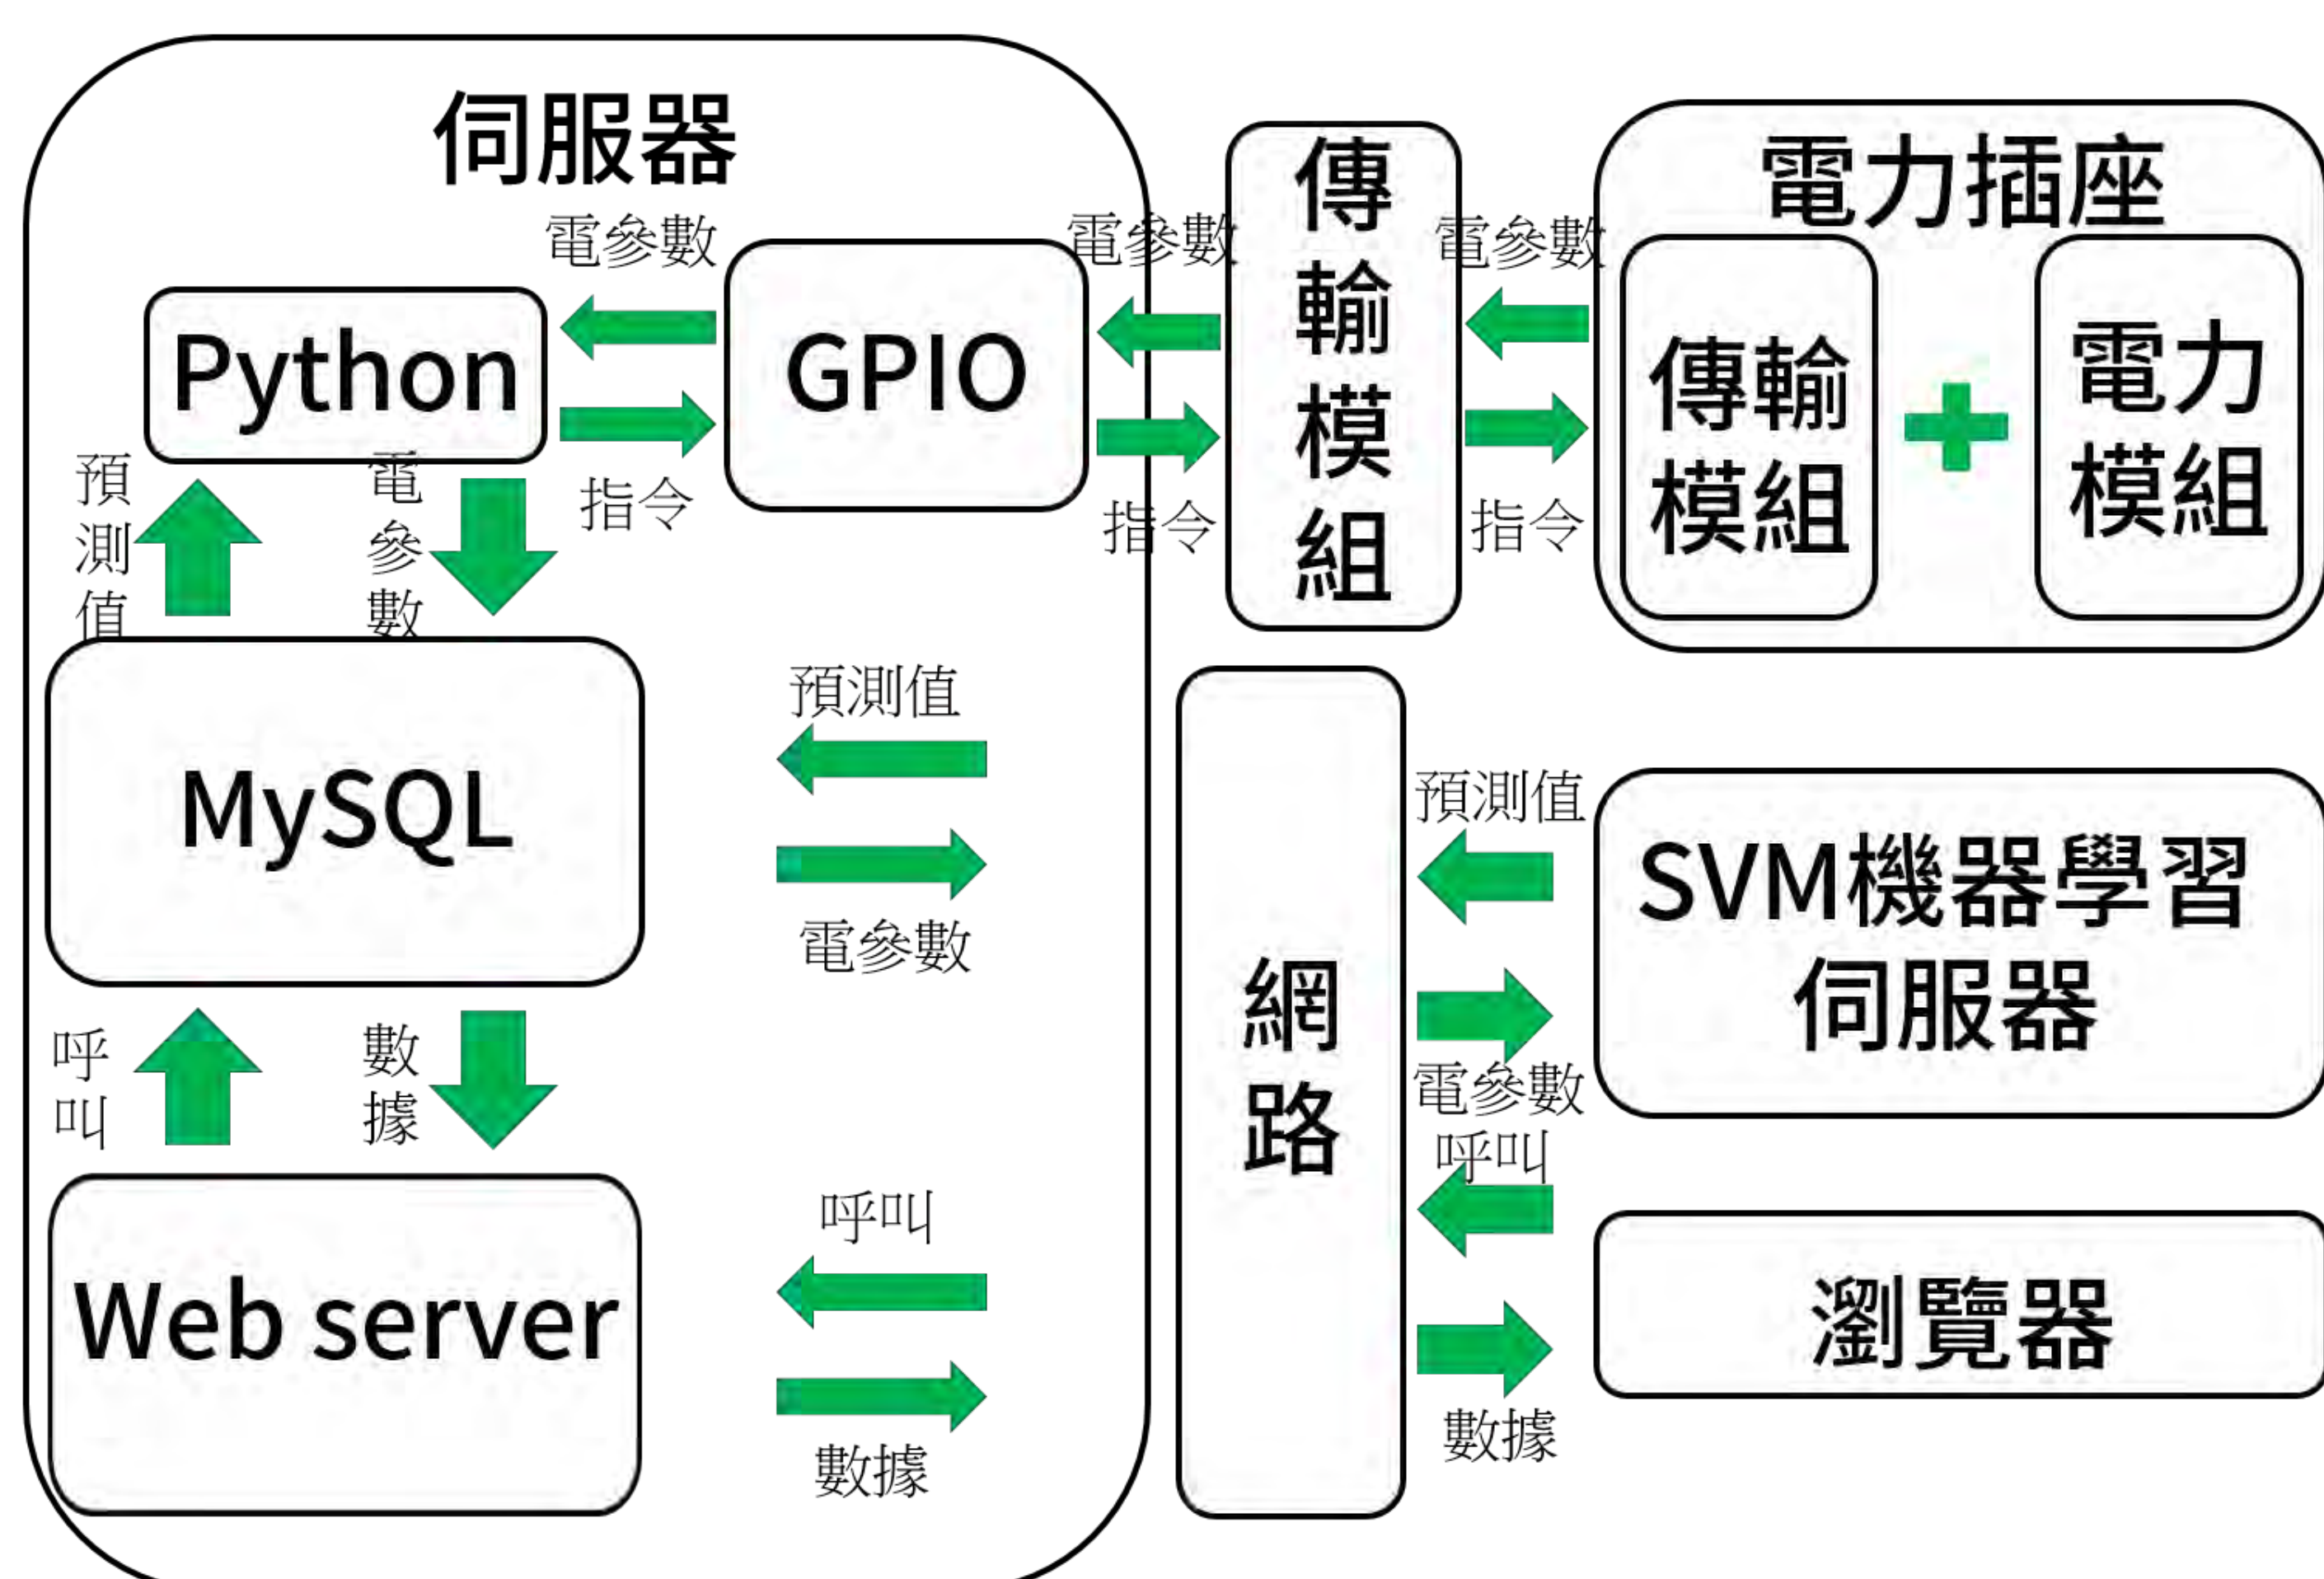 伺服器
電參數
Python
GPIO
指令
電參數
指令
傳
輸
模
組
電參數
指令
電力插座
傳輸
模組
電力
模組
預
測
值
電
參
數
MySQL
預測值
電參數
呼
叫
數
據
Web server
呼叫
數據
網
路
預測值
電參數
SVM機器學習
伺服器
呼叫
數據
瀏覽器